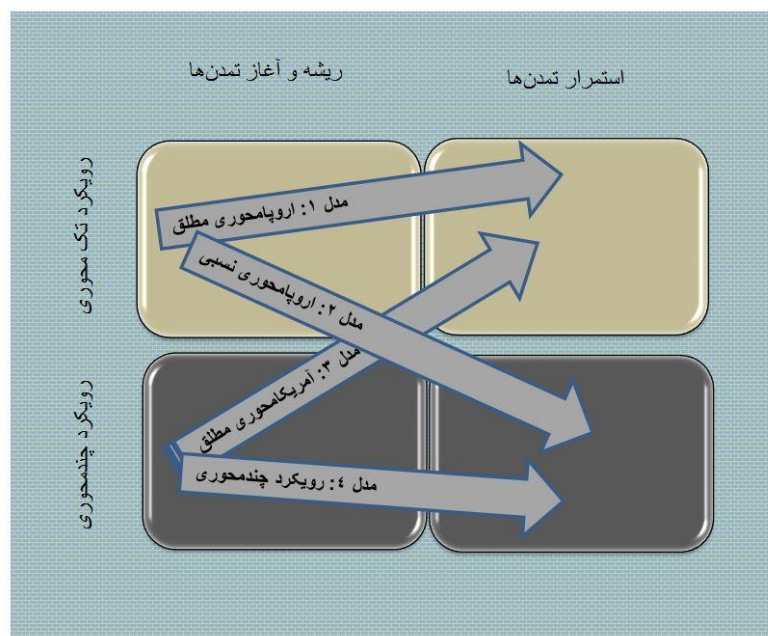 استمرار تمدن‌ها
ریشه و آغاز تمدن‌ها
رویکرد تک محوری
مدل ۱: اروپامحوری مطلق
مدل ۲: اروپامحوری نسبی
مدل ۳: آمریکامحوری مطلق
رویکرد چندمحوری
مدل ٤: رویکرد چندمحوری